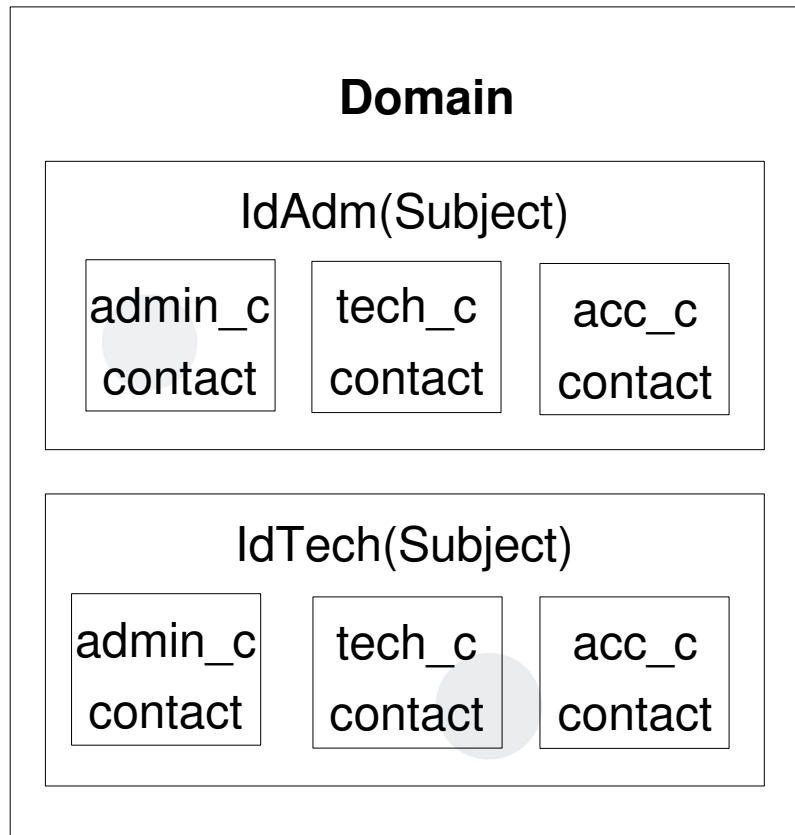 Domain
IdAdm(Subject)
admin_c
contact
tech_c
contact
acc_c
contact
IdTech(Subject)
admin_c
contact
tech_c
contact
acc_c
contact